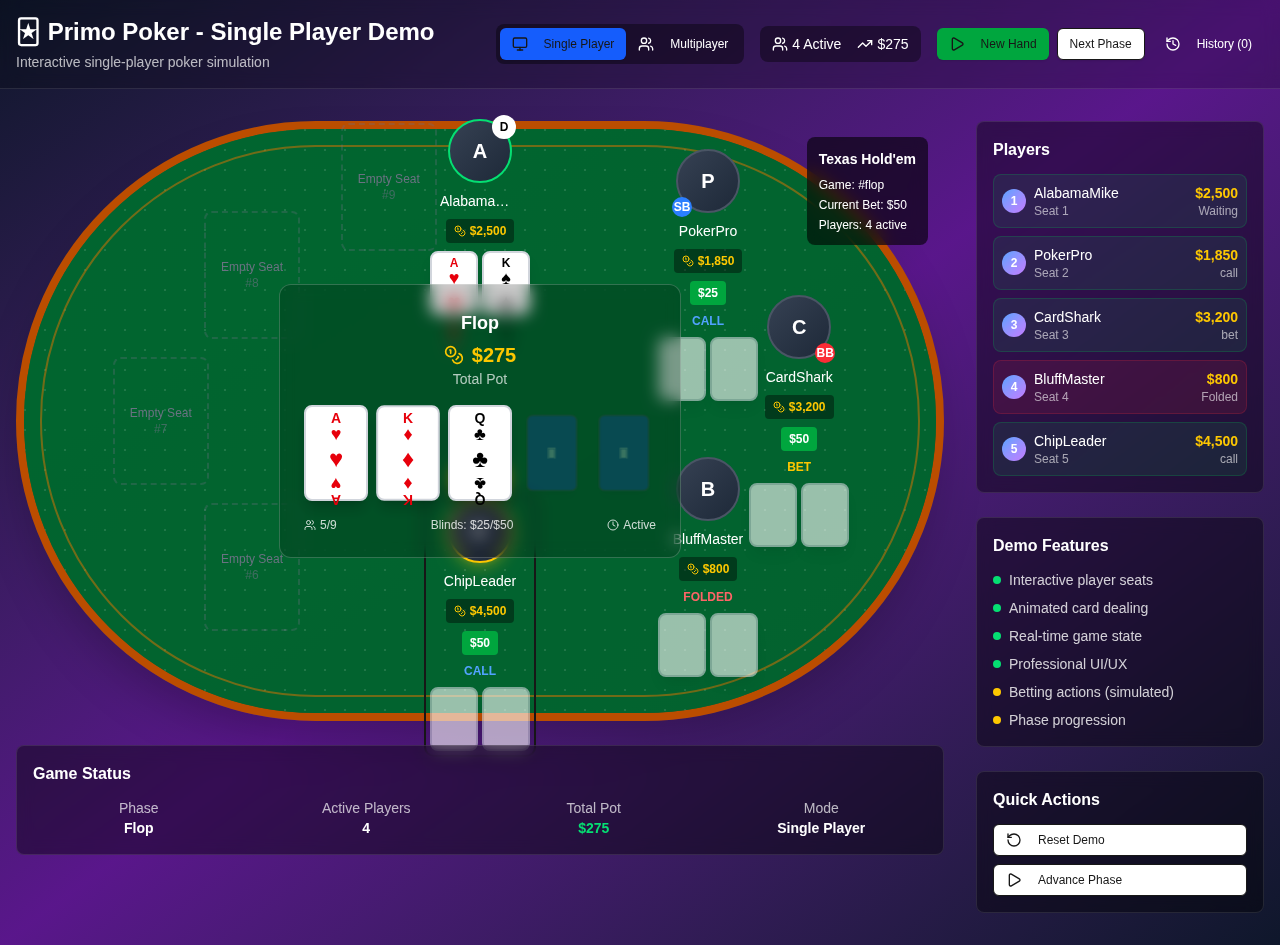 Primo Poker - Single Player Demo
Interactive single-player poker simulation
Single Player
Multiplayer
4 Active
$275
New Hand
Next Phase
History (0)
Empty Seat
#9
Empty Seat
#8
Empty Seat
#7
Empty Seat
#6
A
D
Alabama…
$2,500
A
K
P
SB
PokerPro
$1,850
$25
CALL
Texas Hold'em
Game: #flop
Current Bet: $50
Players: 4 active
C
BB
CardShark
$3,200
$50
BET
Flop
$275
Total Pot
A
A
K
K
Q
Q
5/9
Blinds: $25/$50
Active
B
BluffMaster
$800
FOLDED
ChipLeader
$4,500
$50
CALL
Game Status
Phase
Flop
Active Players
4
Total Pot
$275
Mode
Single Player
Players
1
AlabamaMike
Seat 1
$2,500
Waiting
2
PokerPro
Seat 2
$1,850
call
3
CardShark
Seat 3
$3,200
bet
4
BluffMaster
Seat 4
$800
Folded
5
ChipLeader
Seat 5
$4,500
call
Demo Features
Interactive player seats
Animated card dealing
Real-time game state
Professional UI/UX
Betting actions (simulated)
Phase progression
Quick Actions
Reset Demo
Advance Phase